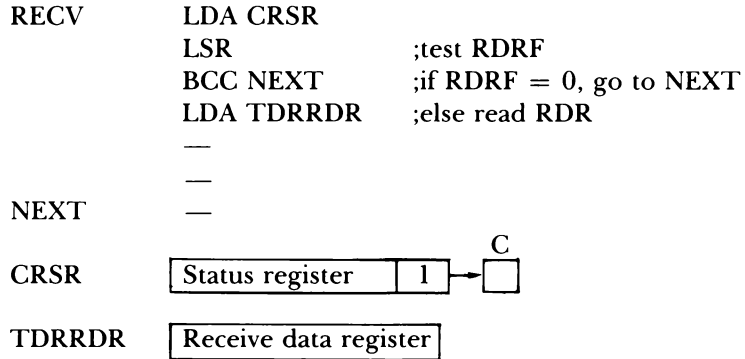 RECV LDA CRSR
LSR ;test RDRF
BCC NEXT ;if RDRF = 0, go to NEXT
LDA TDRRDR ;else read RDR
—
—
NEXT —
C
CRSR Status register 1
TDRRDR Receive data register